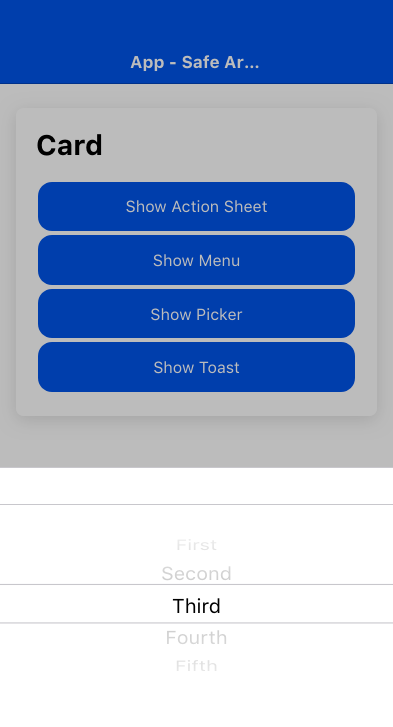 App - Safe Ar...
Card
Show Action Sheet
Show Menu
Show Picker
Show Toast
First
Second
Third
Fourth
Fifth